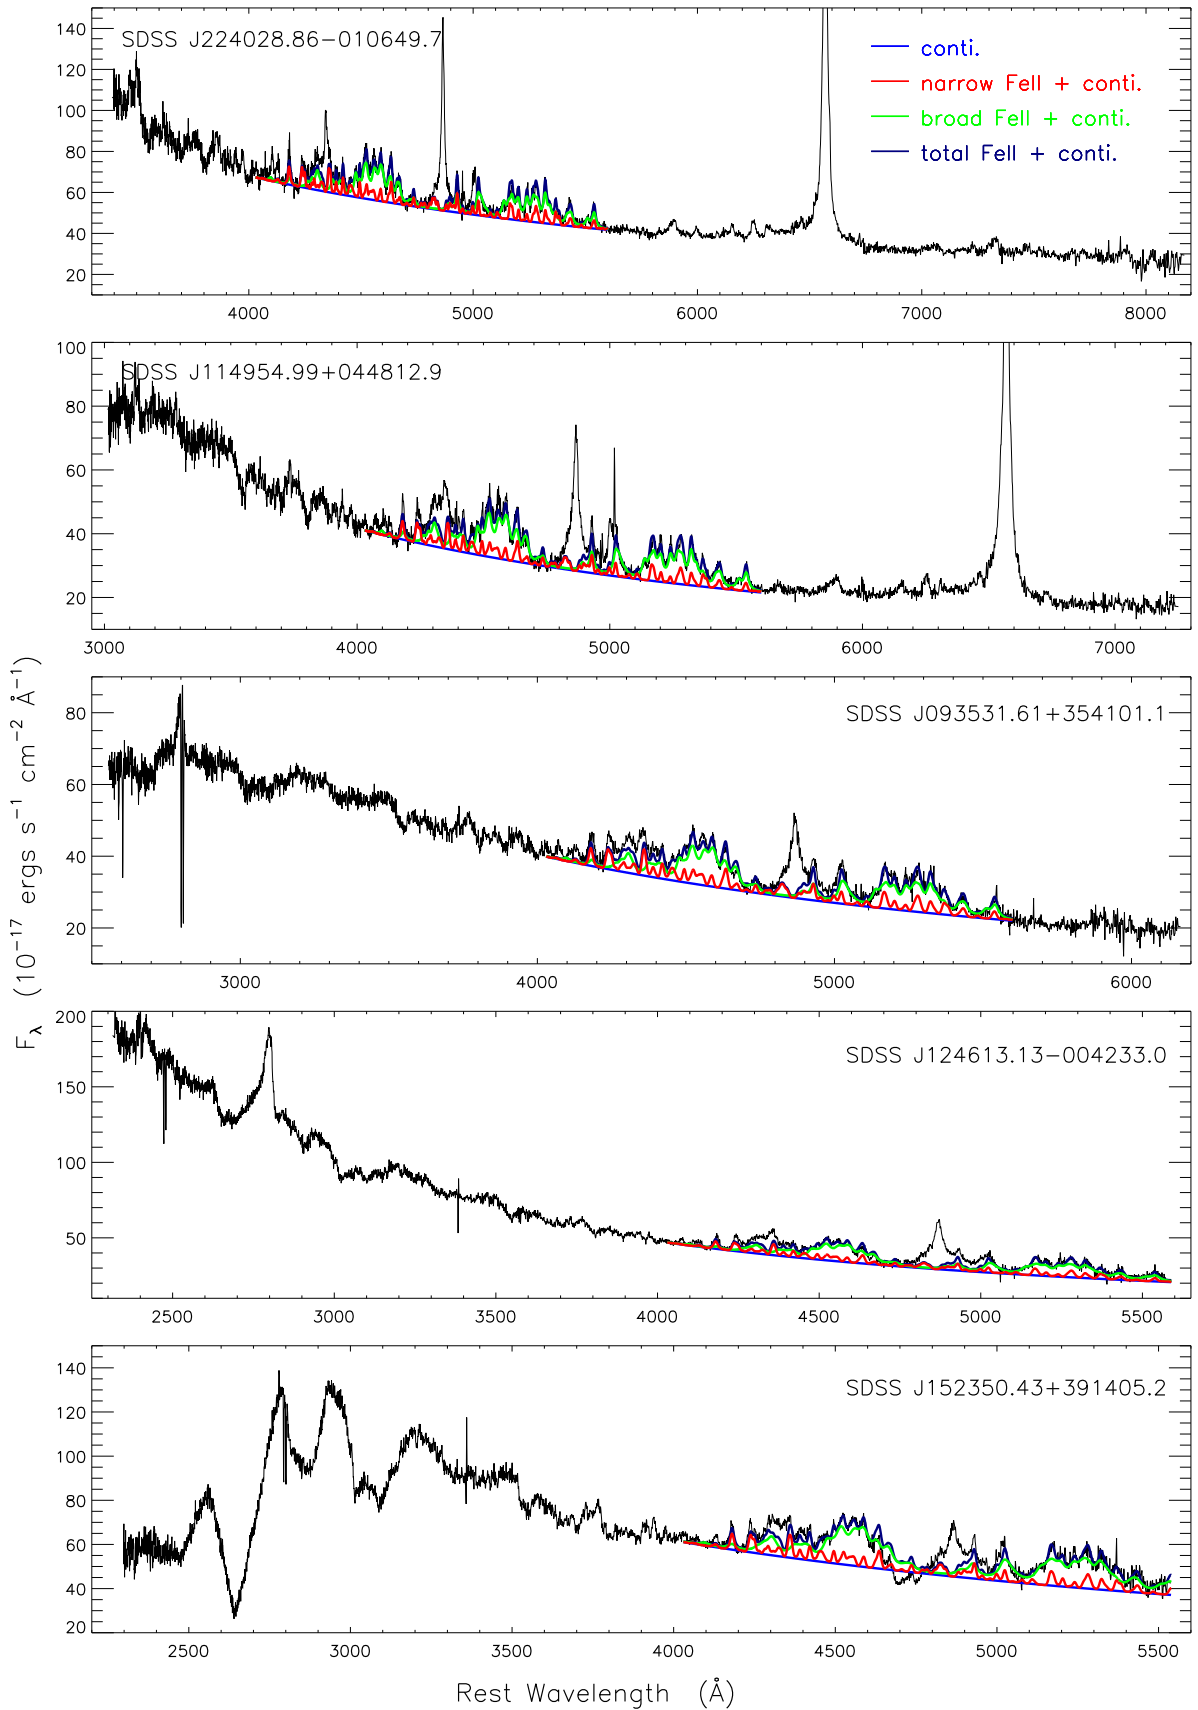 SDSS J224028.86−010649.7
conti.
narrow FeII + conti.
broad FeII + conti.
total FeII + conti.
140
120
100
80
60
40
20
4000 5000 6000 7000 8000
SDSS J114954.99+044812.9
100
80
60
40
20
3000 4000 5000 6000 7000
SDSS J093531.61+354101.1
80
60
40
20
3000 4000 5000 6000
SDSS J124613.13−004233.0
200
150
100
50
2500 3000 3500 4000 4500 5000 5500
SDSS J152350.43+391405.2
140
120
100
80
60
40
20
2500 3000 3500 4000 4500 5000 5500
Rest Wavelength (Å)
Fλ (10−17 ergs s−1 cm−2 Å−1)